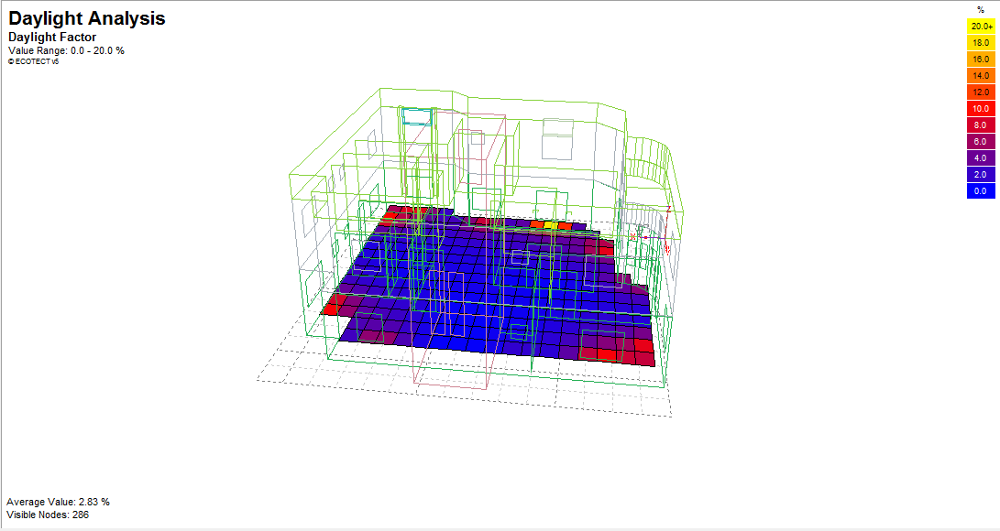 Daylight Analysis
Daylight Factor
Value Range: 0.0 - 20.0 %
© ECOTECT v5
%
20.0+
18.0
16.0
14.0
12.0
10.0
8.0
6.0
4.0
2.0
0.0
Z
X
Average Value: 2.83 %
Visible Nodes: 286